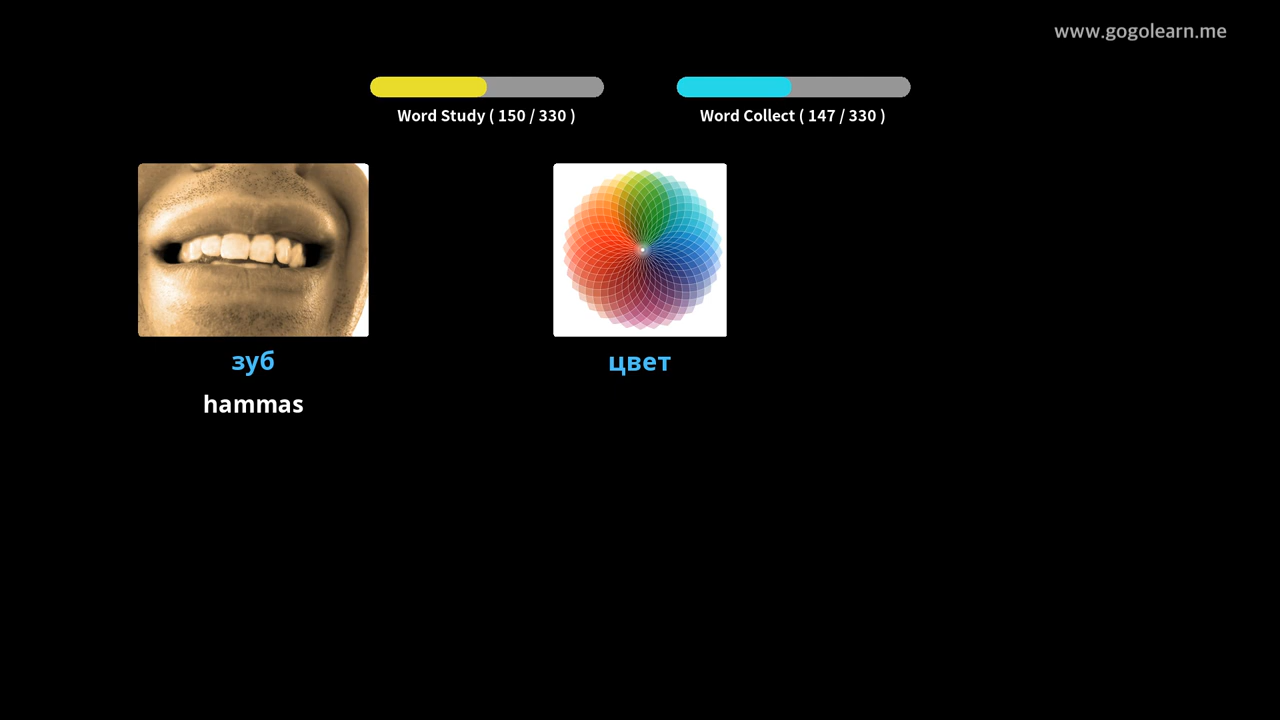 www.gogolearn.me
Word Study ( 150 / 330 )
Word Collect ( 147 / 330 )
зуб
hammas
цвет